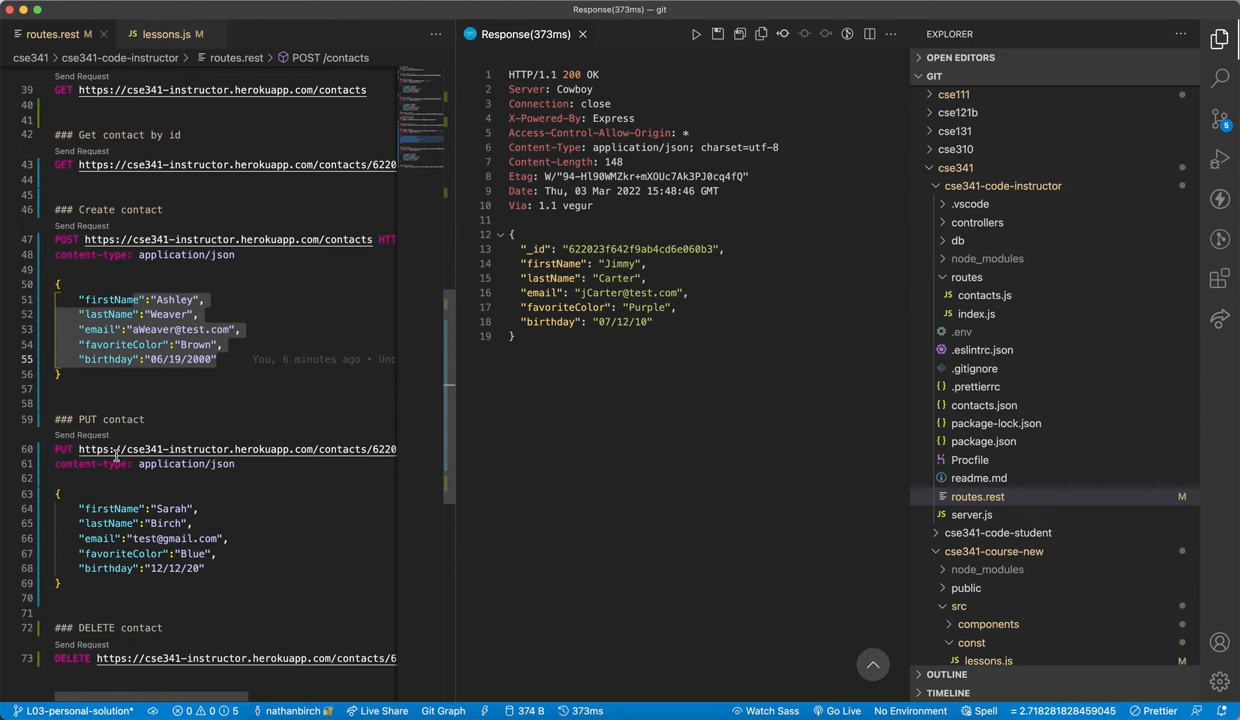 Response(373ms) — git
routes.rest M
lessons.js M
Response(373ms)
EXPLORER
cse341 > cse341-code-instructor > routes.rest > POST /contacts
Send Request
39 GET https://cse341-instructor.herokuapp.com/contacts
40
41
42 ### Get contact by id
Send Request
43 GET https://cse341-instructor.herokuapp.com/contacts/6220
44
45
46 ### Create contact
Send Request
47 POST https://cse341-instructor.herokuapp.com/contacts HTT
48 content-type: application/json
49
50 {
51 "firstName":"Ashley",
52 "lastName":"Weaver",
53 "email":"aWeaver@test.com",
54 "favoriteColor":"Brown",
55 "birthday":"06/19/2000" You, 6 minutes ago • Unc
56 }
57
58
59 ### PUT contact
Send Request
60 PUT https://cse341-instructor.herokuapp.com/contacts/6220
61 content-type: application/json
62
63 {
64 "firstName":"Sarah",
65 "lastName":"Birch",
66 "email":"test@gmail.com",
67 "favoriteColor":"Blue",
68 "birthday":"12/12/20"
69 }
70
71
72 ### DELETE contact
Send Request
73 DELETE https://cse341-instructor.herokuapp.com/contacts/6
1 HTTP/1.1 200 OK
2 Server: Cowboy
3 Connection: close
4 X-Powered-By: Express
5 Access-Control-Allow-Origin: *
6 Content-Type: application/json; charset=utf-8
7 Content-Length: 148
8 Etag: W/"94-Hl90WMZkr+mXOUc7Ak3PJ0cq4fQ"
9 Date: Thu, 03 Mar 2022 15:48:46 GMT
10 Via: 1.1 vegur
11
12 {
13 "_id": "622023f642f9ab4cd6e060b3",
14 "firstName": "Jimmy",
15 "lastName": "Carter",
16 "email": "jCarter@test.com",
17 "favoriteColor": "Purple",
18 "birthday": "07/12/10"
19 }
OPEN EDITORS
GIT
cse111
cse121b
cse131
cse310
cse341
cse341-code-instructor
.vscode
controllers
db
node_modules
routes
contacts.js
index.js
.env
.eslintrc.json
.gitignore
.prettierrc
contacts.json
package-lock.json
package.json
Procfile
readme.md
routes.rest M
server.js
cse341-code-student
cse341-course-new
node_modules
public
src
components
const
lessons.js M
OUTLINE
TIMELINE
5
L03-personal-solution* 0 0 5 nathanbirch Live Share Git Graph 374 B 373ms Watch Sass Go Live No Environment Spell = 2.718281828459045 Prettier